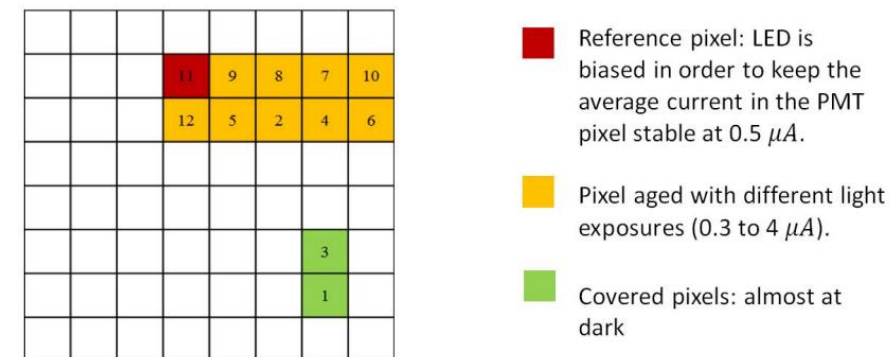 11 9 8 7 10
12 5 2 4 6
3
1
Reference pixel: LED is
biased in order to keep the
average current in the PMT
pixel stable at 0.5 μA.
Pixel aged with different light
exposures (0.3 to 4 μA).
Covered pixels: almost at
dark